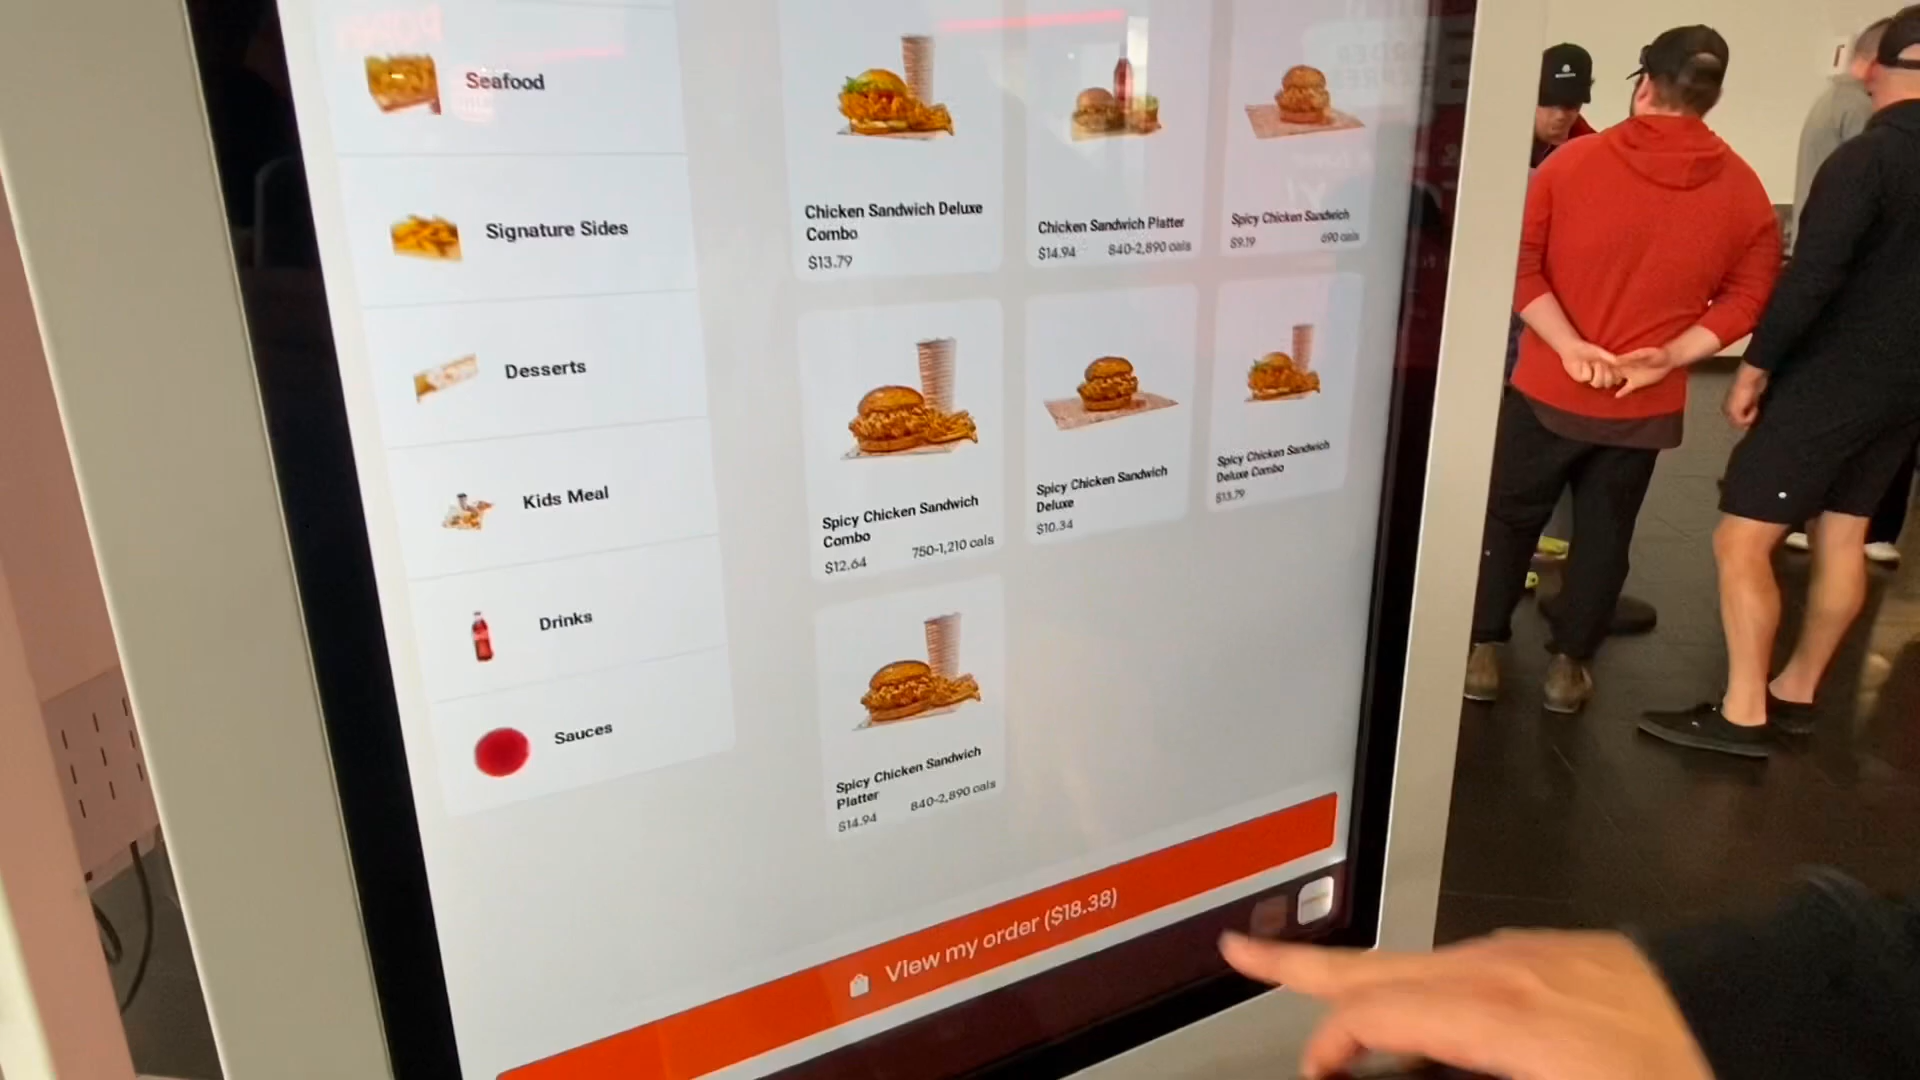 Seafood
Signature Sides
Desserts
Kids Meal
Drinks
Sauces
Chicken Sandwich Deluxe
Combo
$13.79
Chicken Sandwich Platter
$14.94 840-2,890 cals
Spicy Chicken Sandwich
$9.19 690 cals
Spicy Chicken Sandwich
Combo
$12.64 750-1,210 cals
Spicy Chicken Sandwich
Deluxe
$10.34
Spicy Chicken Sandwich
Deluxe Combo
$13.79
Spicy Chicken Sandwich
Platter
$14.94 840-2,890 cals
View my order ($18.38)